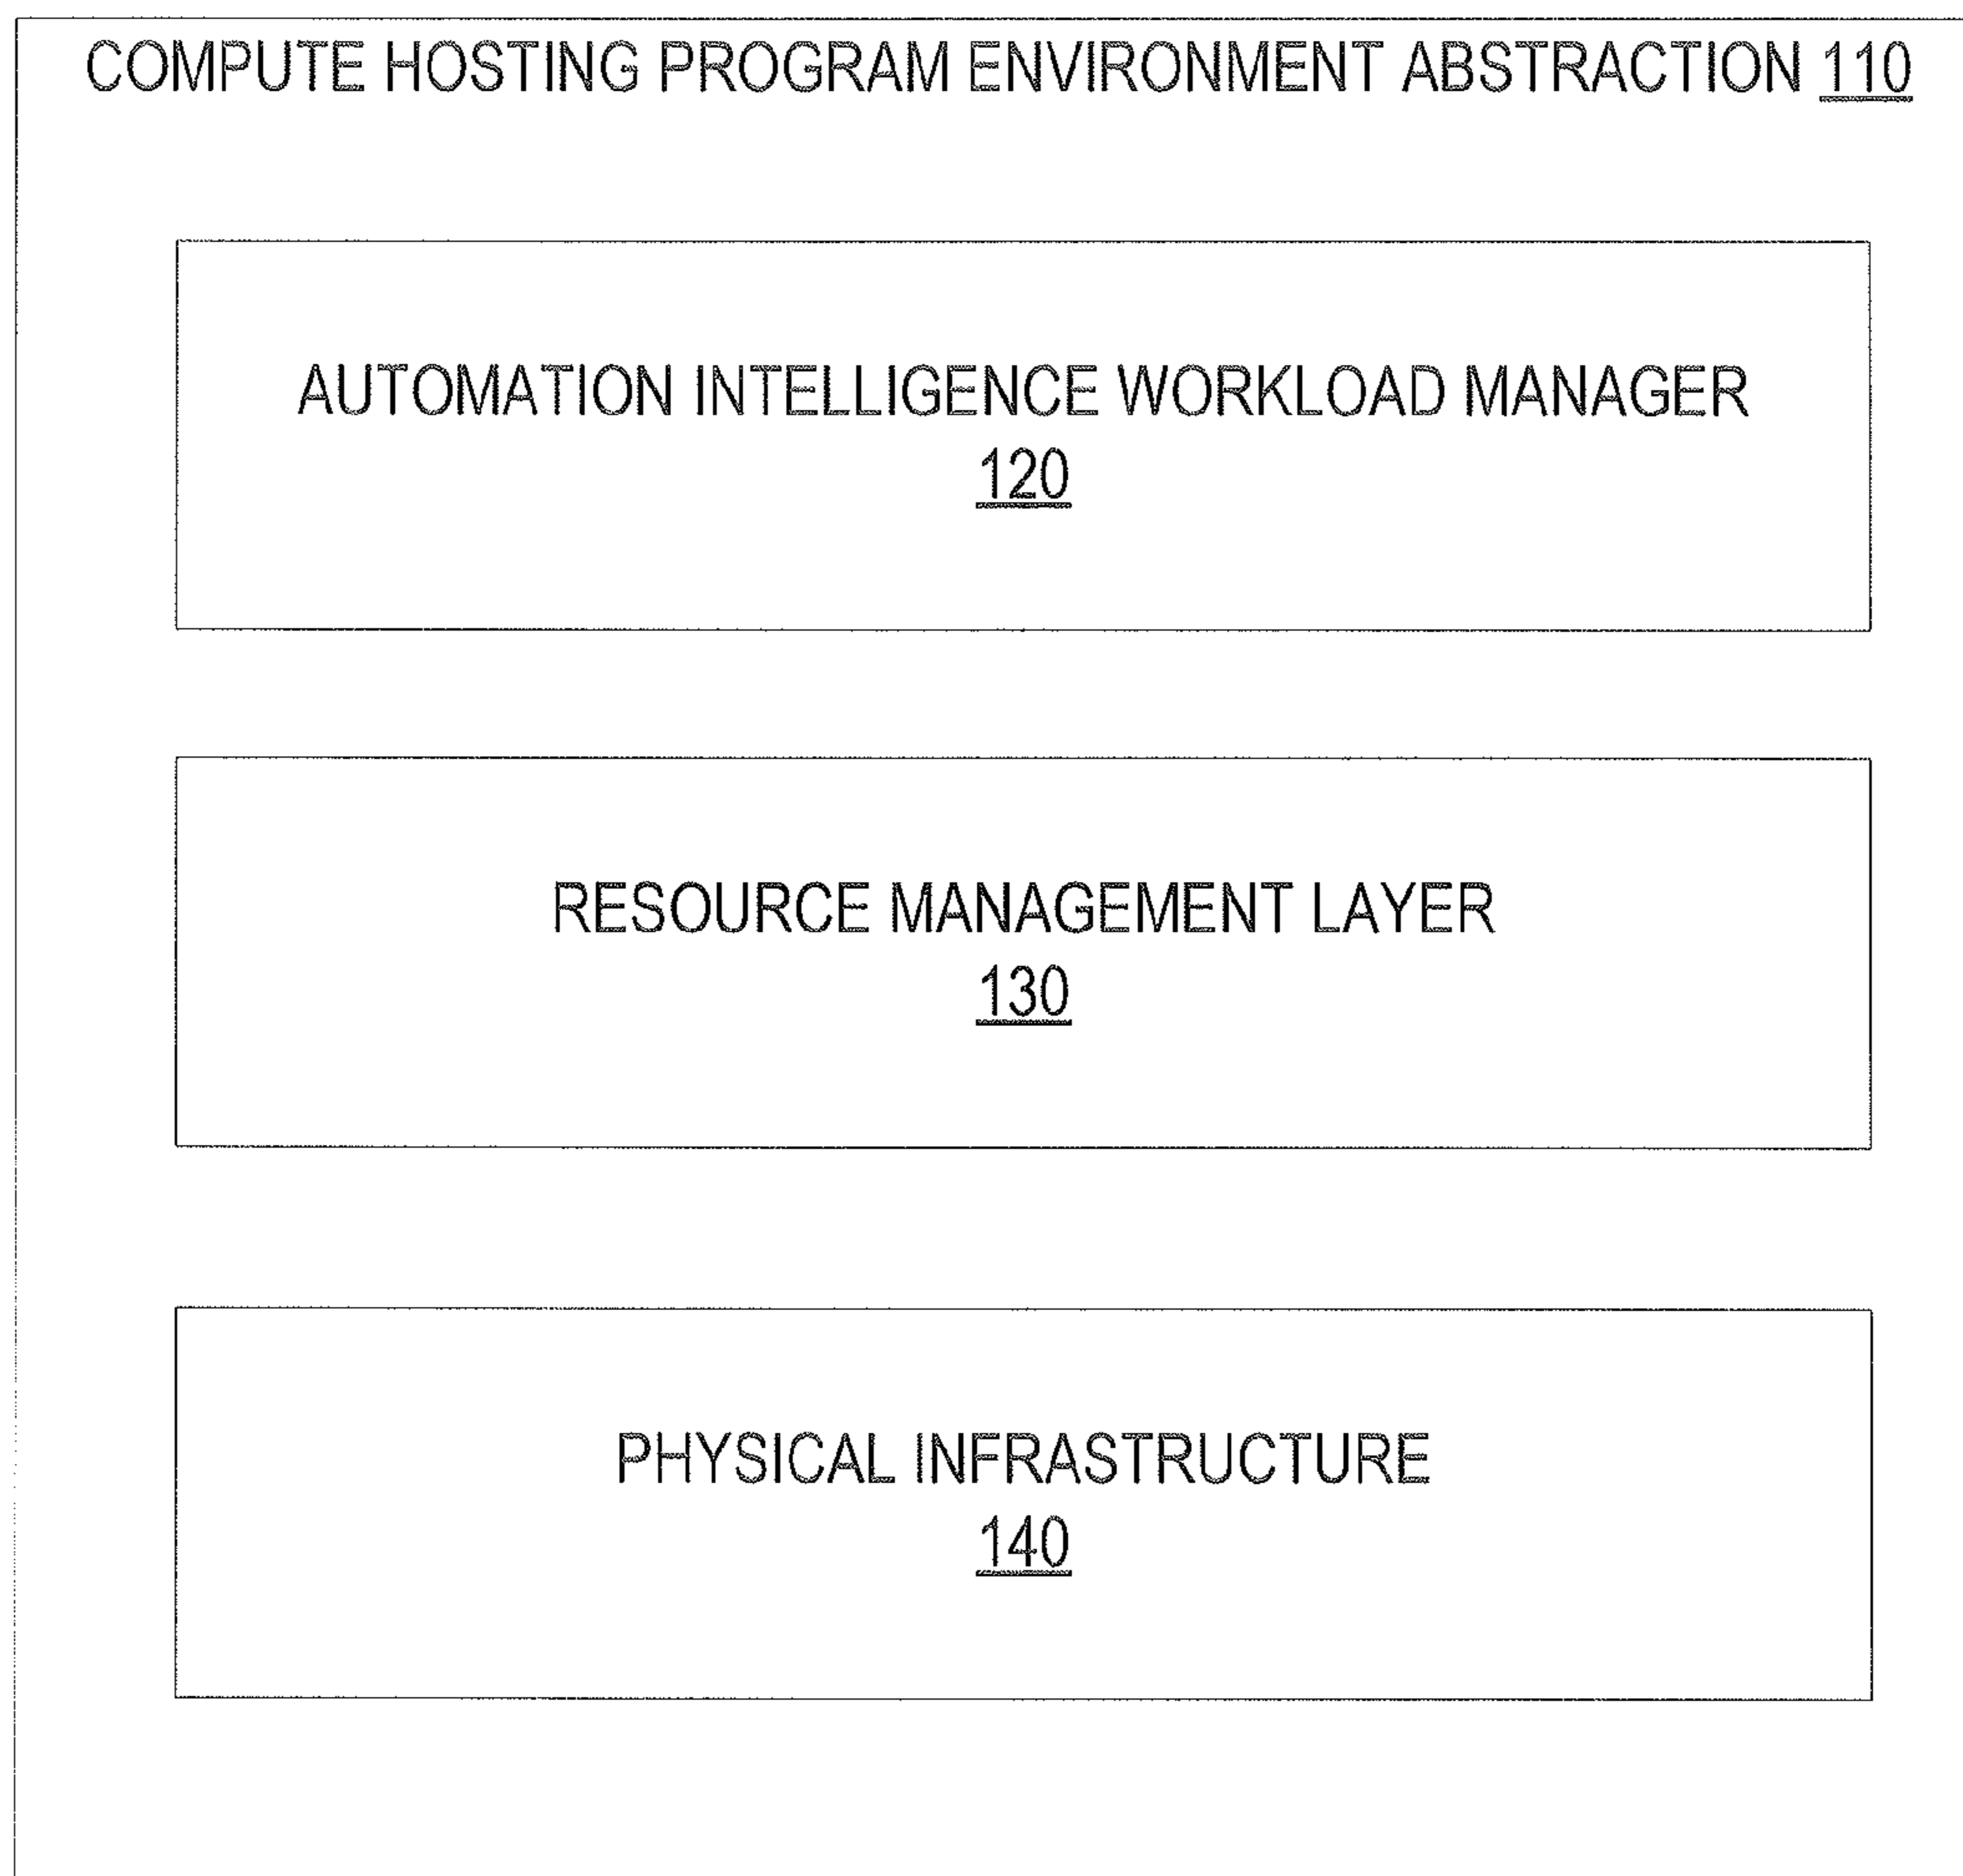 COMPUTE HOSTING PROGRAM ENVIRONMENT ABSTRACTION 110
AUTOMATION INTELLIGENCE WORKLOAD MANAGER
120
RESOURCE MANAGEMENT LAYER
130
PHYSICAL INFRASTRUCTURE
140